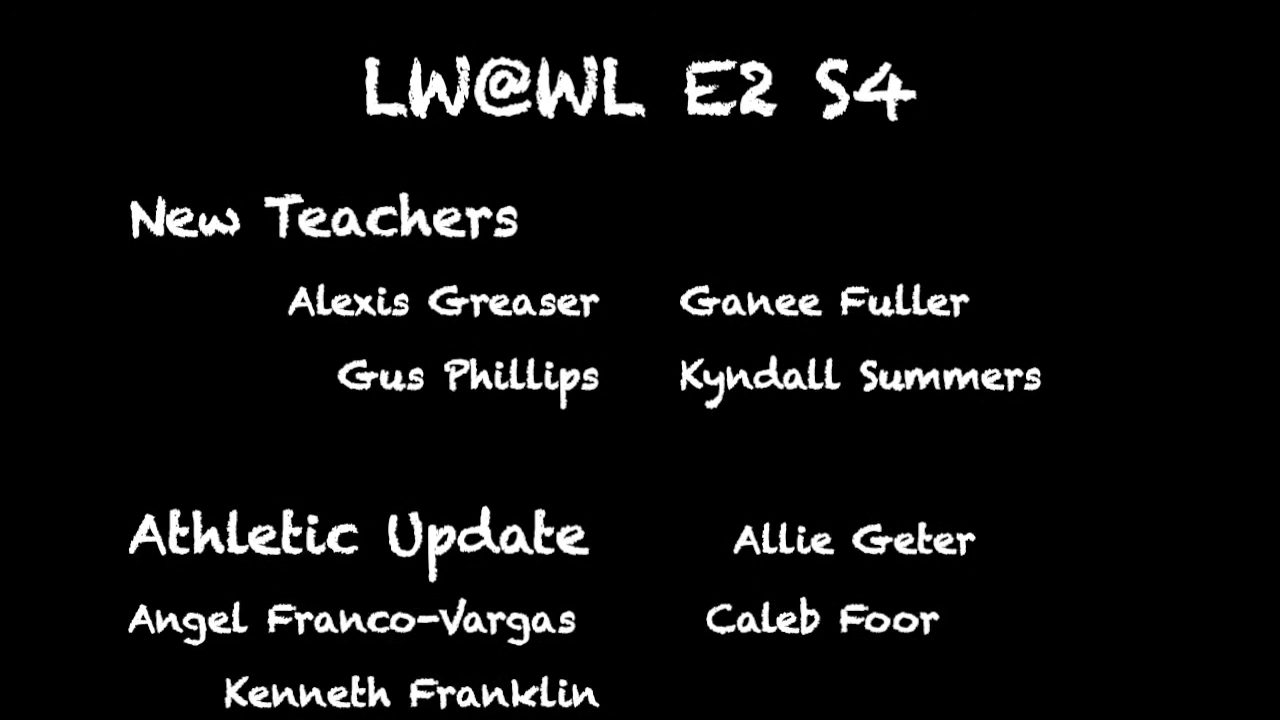 LW@WL E2 S4
New Teachers
Alexis Greaser Ganee Fuller
Gus Phillips Kyndall Summers
Athletic Update Allie Geter
Angel Franco-Vargas Caleb Foor
Kenneth Franklin